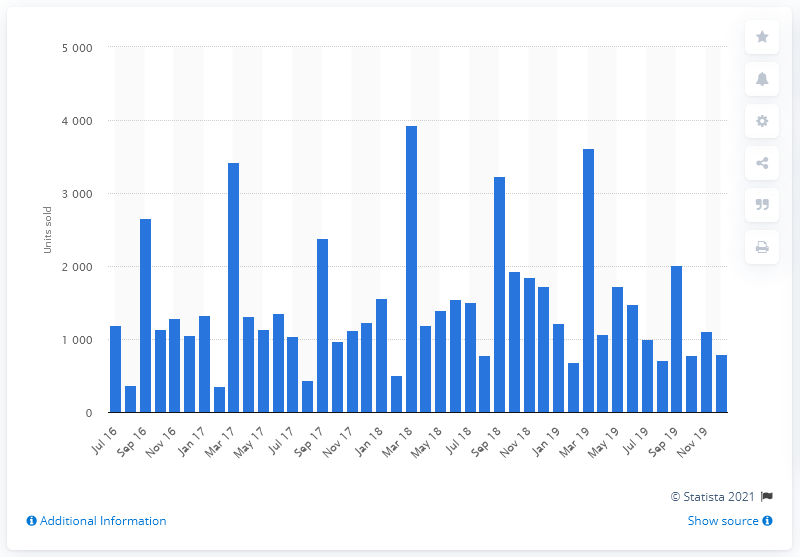 5 000
4 000
3 000
2 000
1 000
0
Units sold
Jul 16
Sep 16
Nov 16
Jan 17
Mar 17
May 17
Jul 17
Sep 17
Nov 17
Jan 18
Mar 18
May 18
Jul 18
Sep 18
Nov 18
Jan 19
Mar 19
May 19
Jul 19
Sep 19
Nov 19
© Statista 2021
Additional Information
Show source